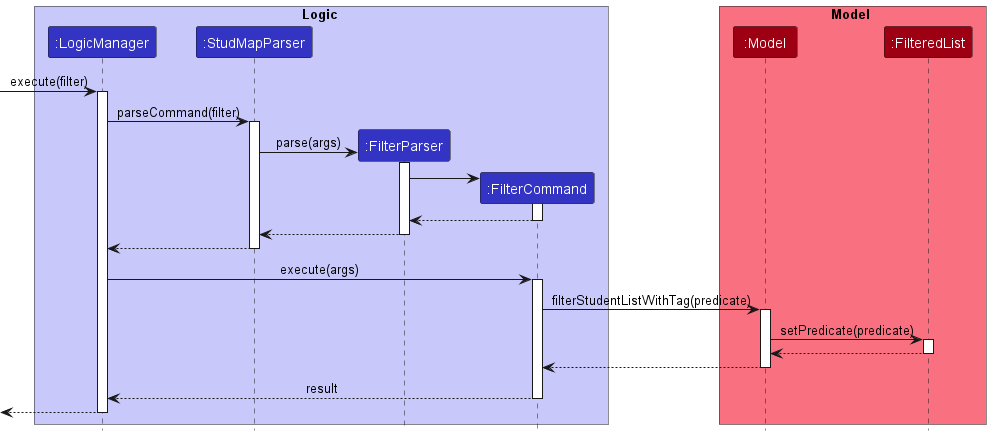 Logic
Model
:LogicManager
:StudMapParser
:Model
:FilteredList
execute(filter)
parseCommand(filter)
parse(args)
:FilterParser
:FilterCommand
execute(args)
filterStudentListWithTag(predicate)
setPredicate(predicate)
result